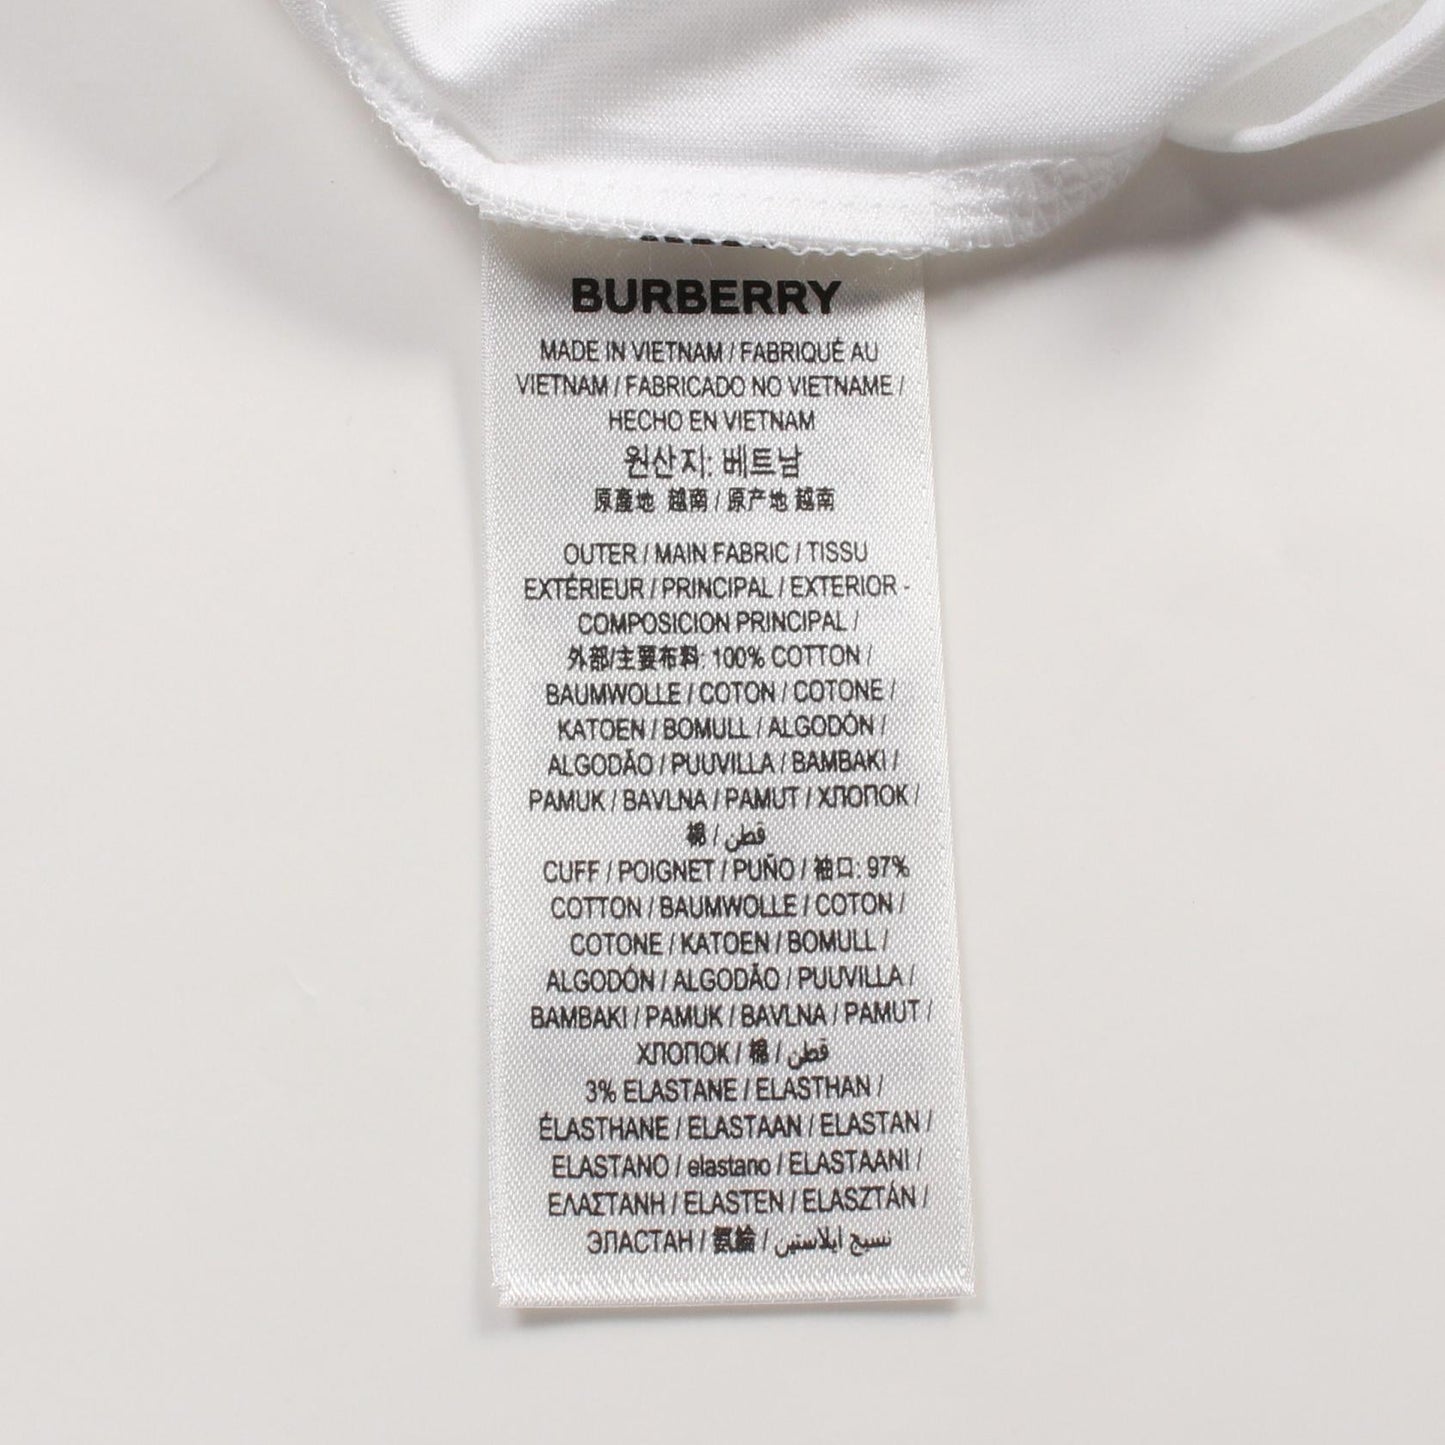 BURBERRY
MADE IN VIETNAM / FABRIQUÉ AU
VIETNAM / FABRICADO NO VIETNAME /
HECHO EN VIETNAM
원산지: 베트남
原產地 越南 / 原产地 越南
OUTER / MAIN FABRIC / TISSU
EXTÉRIEUR / PRINCIPAL / EXTERIOR -
COMPOSICION PRINCIPAL /
外部/主要布料: 100% COTTON /
BAUMWOLLE / COTON / COTONE /
KATOEN / BOMULL / ALGODÓN /
ALGODÃO / PUUVILLA / BAMBAKI /
PAMUK / BAVLNA / PAMUT / ХЛОПОК /
棉 / قطن
CUFF / POIGNET / PUÑO / 袖口: 97%
COTTON / BAUMWOLLE / COTON /
COTONE / KATOEN / BOMULL /
ALGODÓN / ALGODÃO / PUUVILLA /
BAMBAKI / PAMUK / BAVLNA / PAMUT /
ХЛОПОК / 棉 / قطن
3% ELASTANE / ELASTHAN /
ÉLASTHANE / ELASTAAN / ELASTAN /
ELASTANO / elastano / ELASTAANI /
ΕΛΑΣΤΑΝΗ / ELASTEN / ELASZTÁN /
ЭЛАСТАН / 氨綸 / نسيج ايلاستين